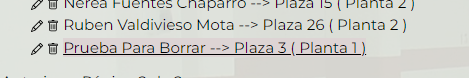 Nerea Fuentes Chaparro --> Plaza 15 ( Planta 2 )
Ruben Valdivieso Mota --> Plaza 26 ( Planta 2 )
Prueba Para Borrar --> Plaza 3 ( Planta 1 )